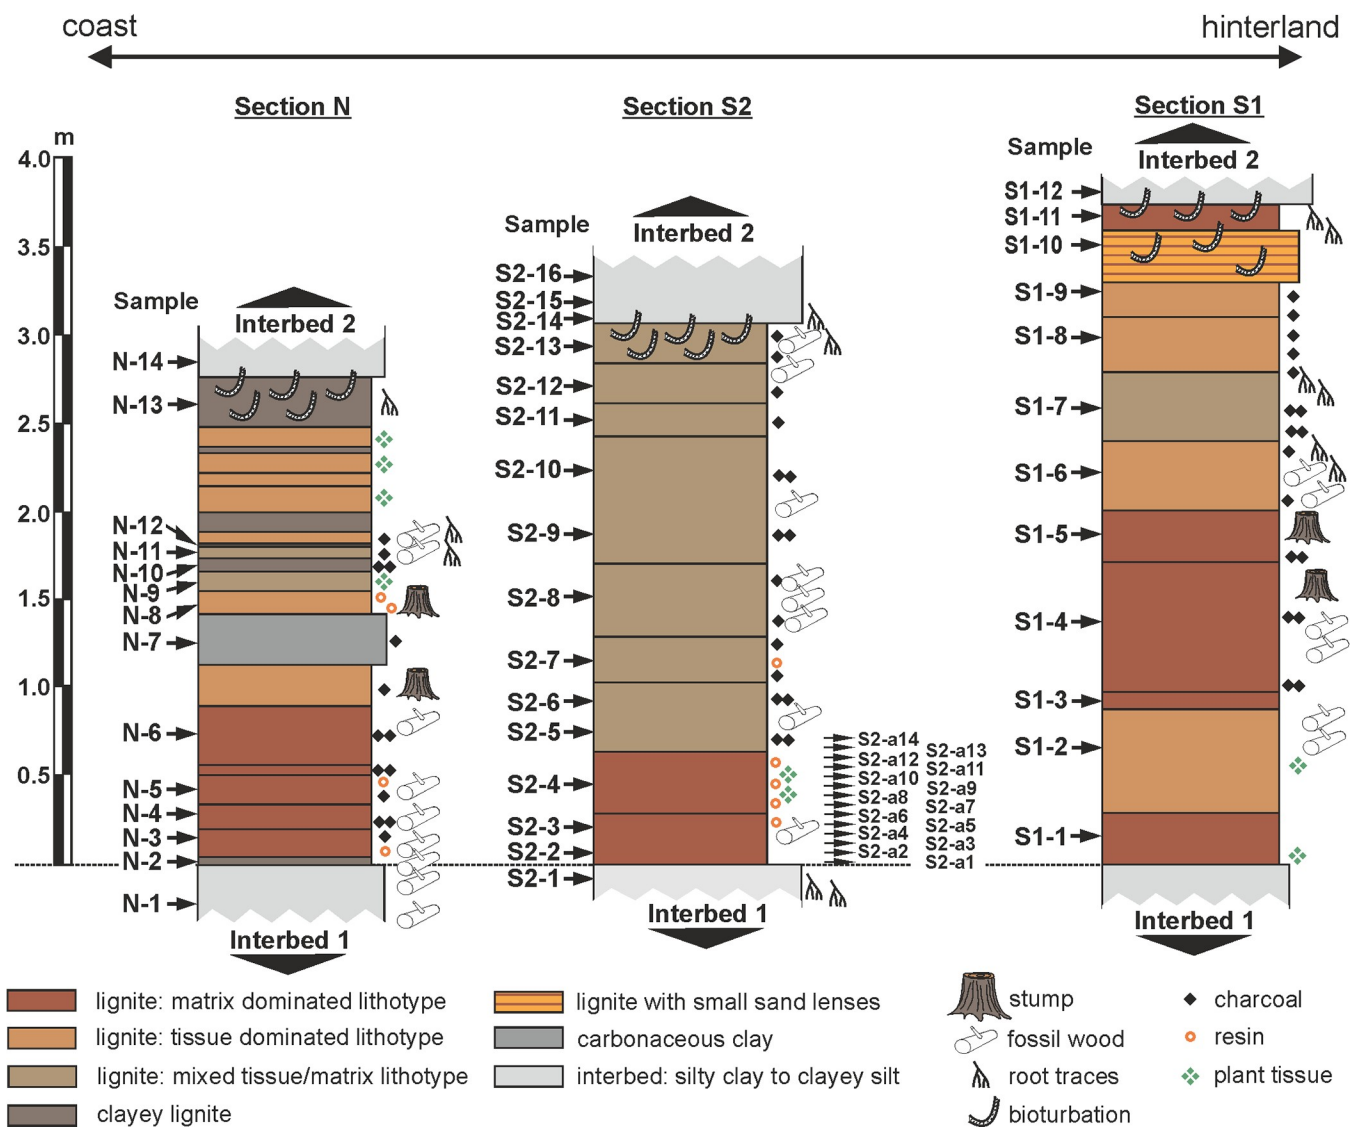 coast
hinterland
Section N
Section S2
Section S1
m
4.0
3.5
3.0
2.5
2.0
1.5
1.0
0.5
Sample
Interbed 2
N-14
N-13
N-12
N-11
N-10
N-9
N-8
N-7
N-6
N-5
N-4
N-3
N-2
N-1
Interbed 1
Sample
Interbed 2
S2-16
S2-15
S2-14
S2-13
S2-12
S2-11
S2-10
S2-9
S2-8
S2-7
S2-6
S2-5
S2-4
S2-3
S2-2
S2-1
Interbed 1
S2-a14
S2-a13
S2-a12
S2-a11
S2-a10
S2-a9
S2-a8
S2-a7
S2-a6
S2-a5
S2-a4
S2-a3
S2-a2
S2-a1
Sample
Interbed 2
S1-12
S1-11
S1-10
S1-9
S1-8
S1-7
S1-6
S1-5
S1-4
S1-3
S1-2
S1-1
Interbed 1
lignite: matrix dominated lithotype
lignite: tissue dominated lithotype
lignite: mixed tissue/matrix lithotype
clayey lignite
lignite with small sand lenses
carbonaceous clay
interbed: silty clay to clayey silt
stump
fossil wood
root traces
bioturbation
charcoal
resin
plant tissue